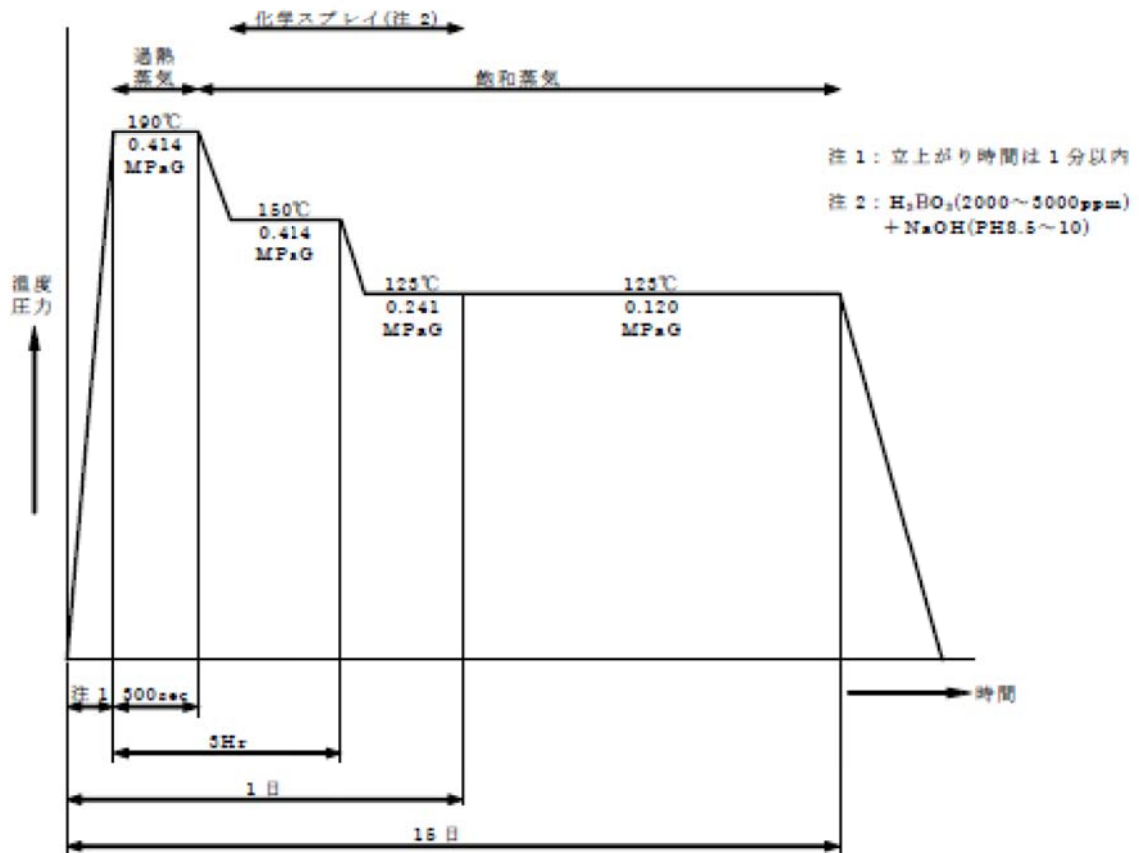 化学スプレイ(注 2)
過熱
蒸気
飽和蒸気
190℃
0.414
MPaG
150℃
0.414
MPaG
125℃
0.241
MPaG
125℃
0.120
MPaG
注 1：立上がり時間は 1 分以内
注 2：H₃BO₃(2000～3000ppm)
＋NaOH(PH8.5～10)
温度
圧力
時間
注 1
300sec
3Hr
1 日
15 日